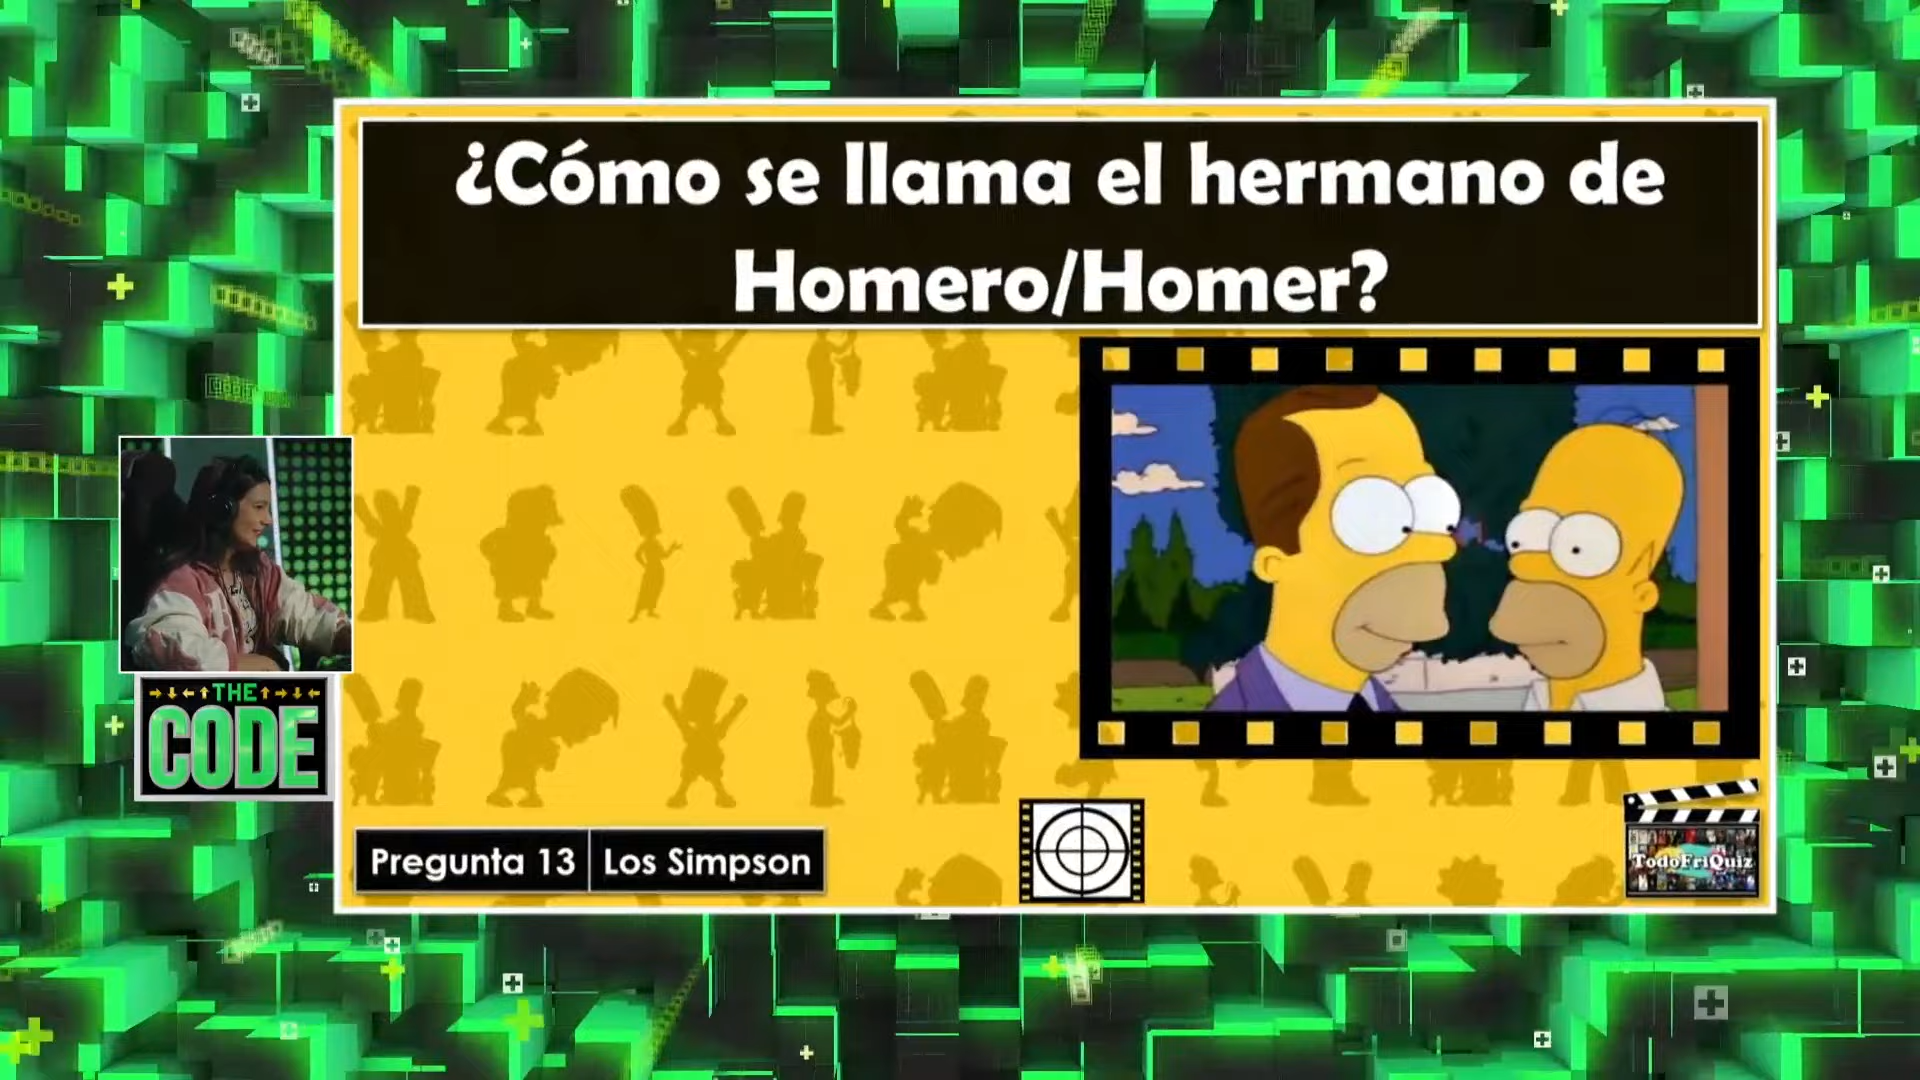 ¿Cómo se llama el hermano de
Homero/Homer?
THE
CODE
Pregunta 13
Los Simpson
TodoFriQuiz